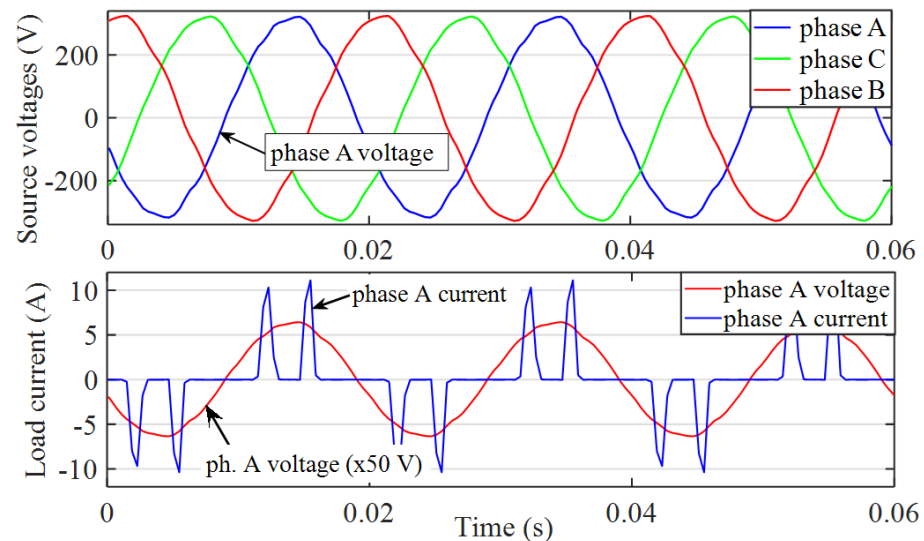 Source voltages (V)
200
0
-200
phase A
phase C
phase B
phase A voltage
0
0.02
0.04
0.06
Load current (A)
10
5
0
-5
-10
phase A current
phase A voltage
phase A current
ph. A voltage (x50 V)
0
0.02
0.04
0.06
Time (s)